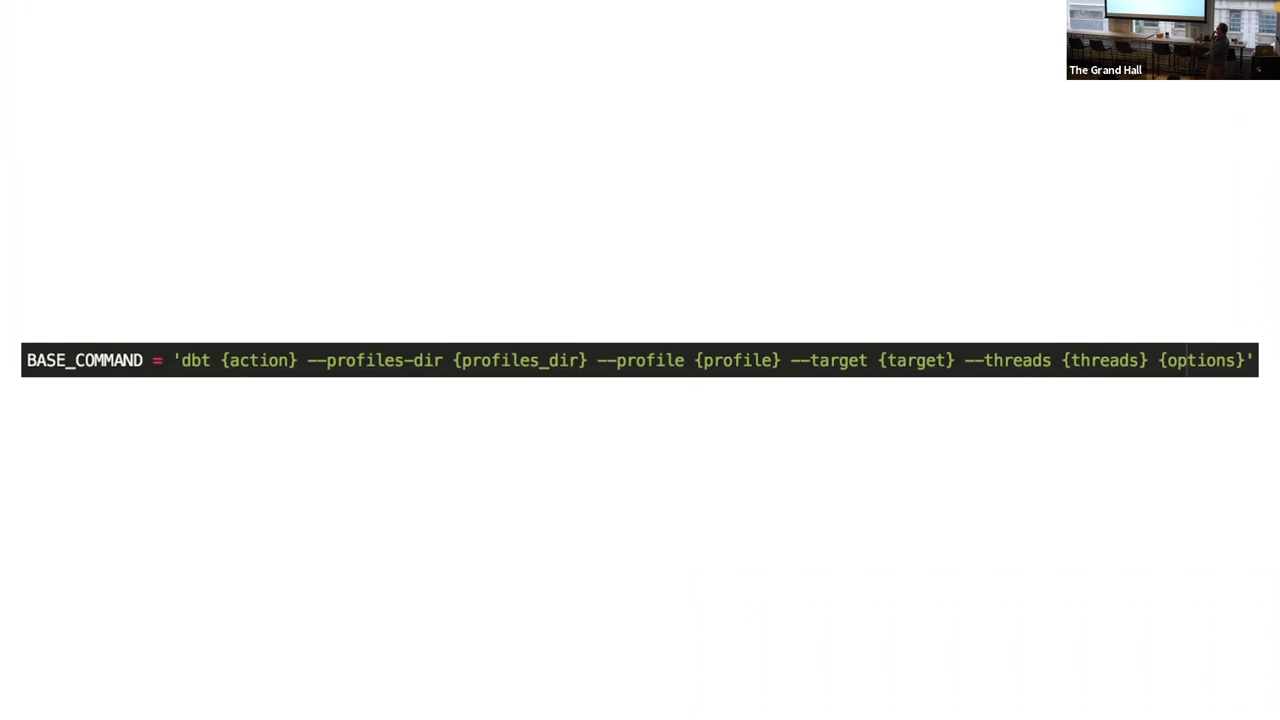 The Grand Hall
BASE_COMMAND = 'dbt {action} --profiles-dir {profiles_dir} --profile {profile} --target {target} --threads {threads} {options}'